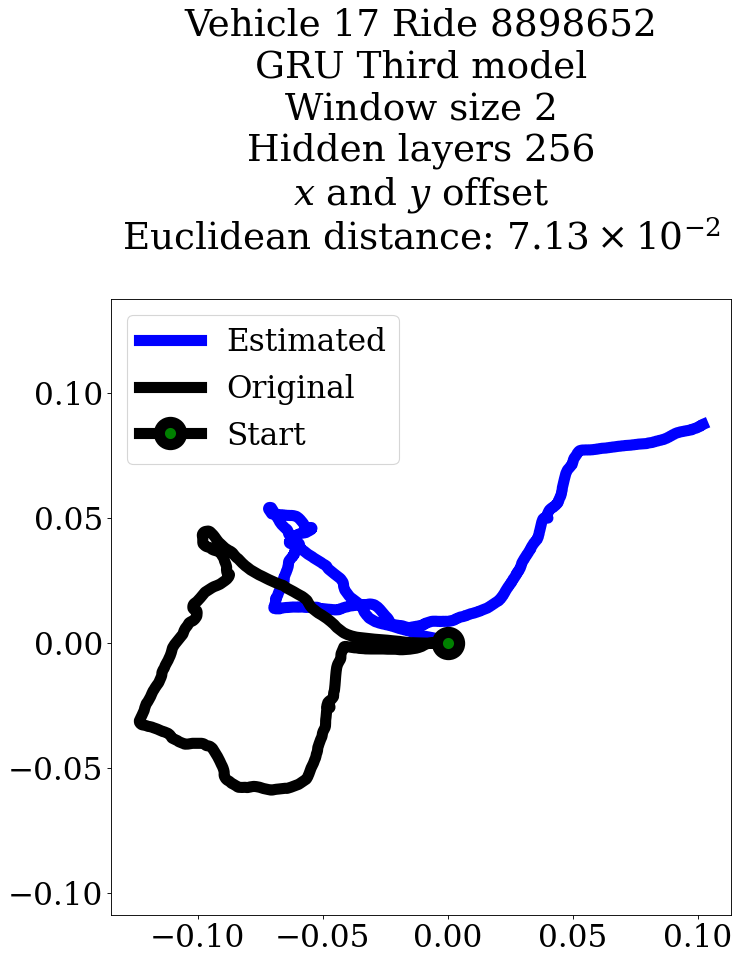 Vehicle 17 Ride 8898652
GRU Third model
Window size 2
Hidden layers 256
x and y offset
Euclidean distance: 7.13 × 10⁻²
Estimated
Original
Start
0.10
0.05
0.00
−0.05
−0.10
−0.10 −0.05 0.00 0.05 0.10